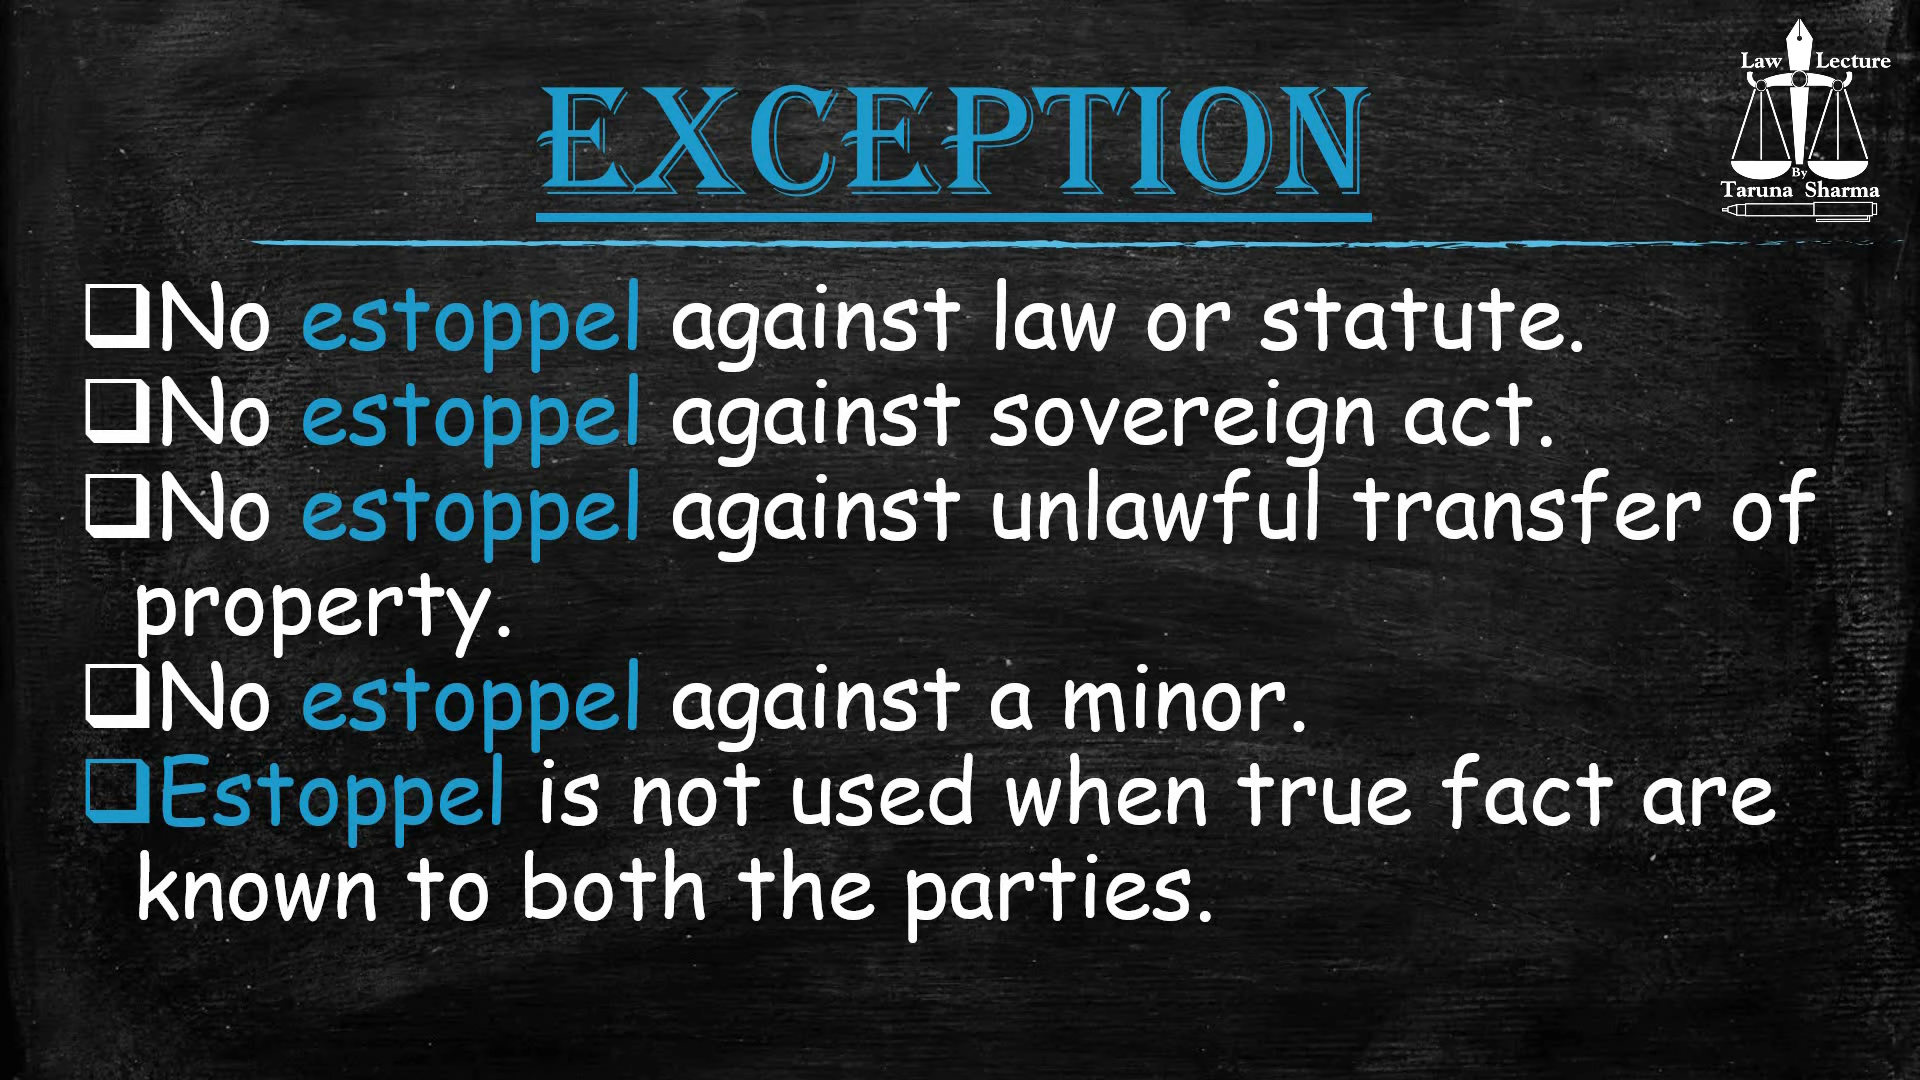 Law Lecture
By
Taruna Sharma
EXCEPTION
❑No estoppel against law or statute.
❑No estoppel against sovereign act.
❑No estoppel against unlawful transfer of
property.
❑No estoppel against a minor.
❑Estoppel is not used when true fact are
known to both the parties.